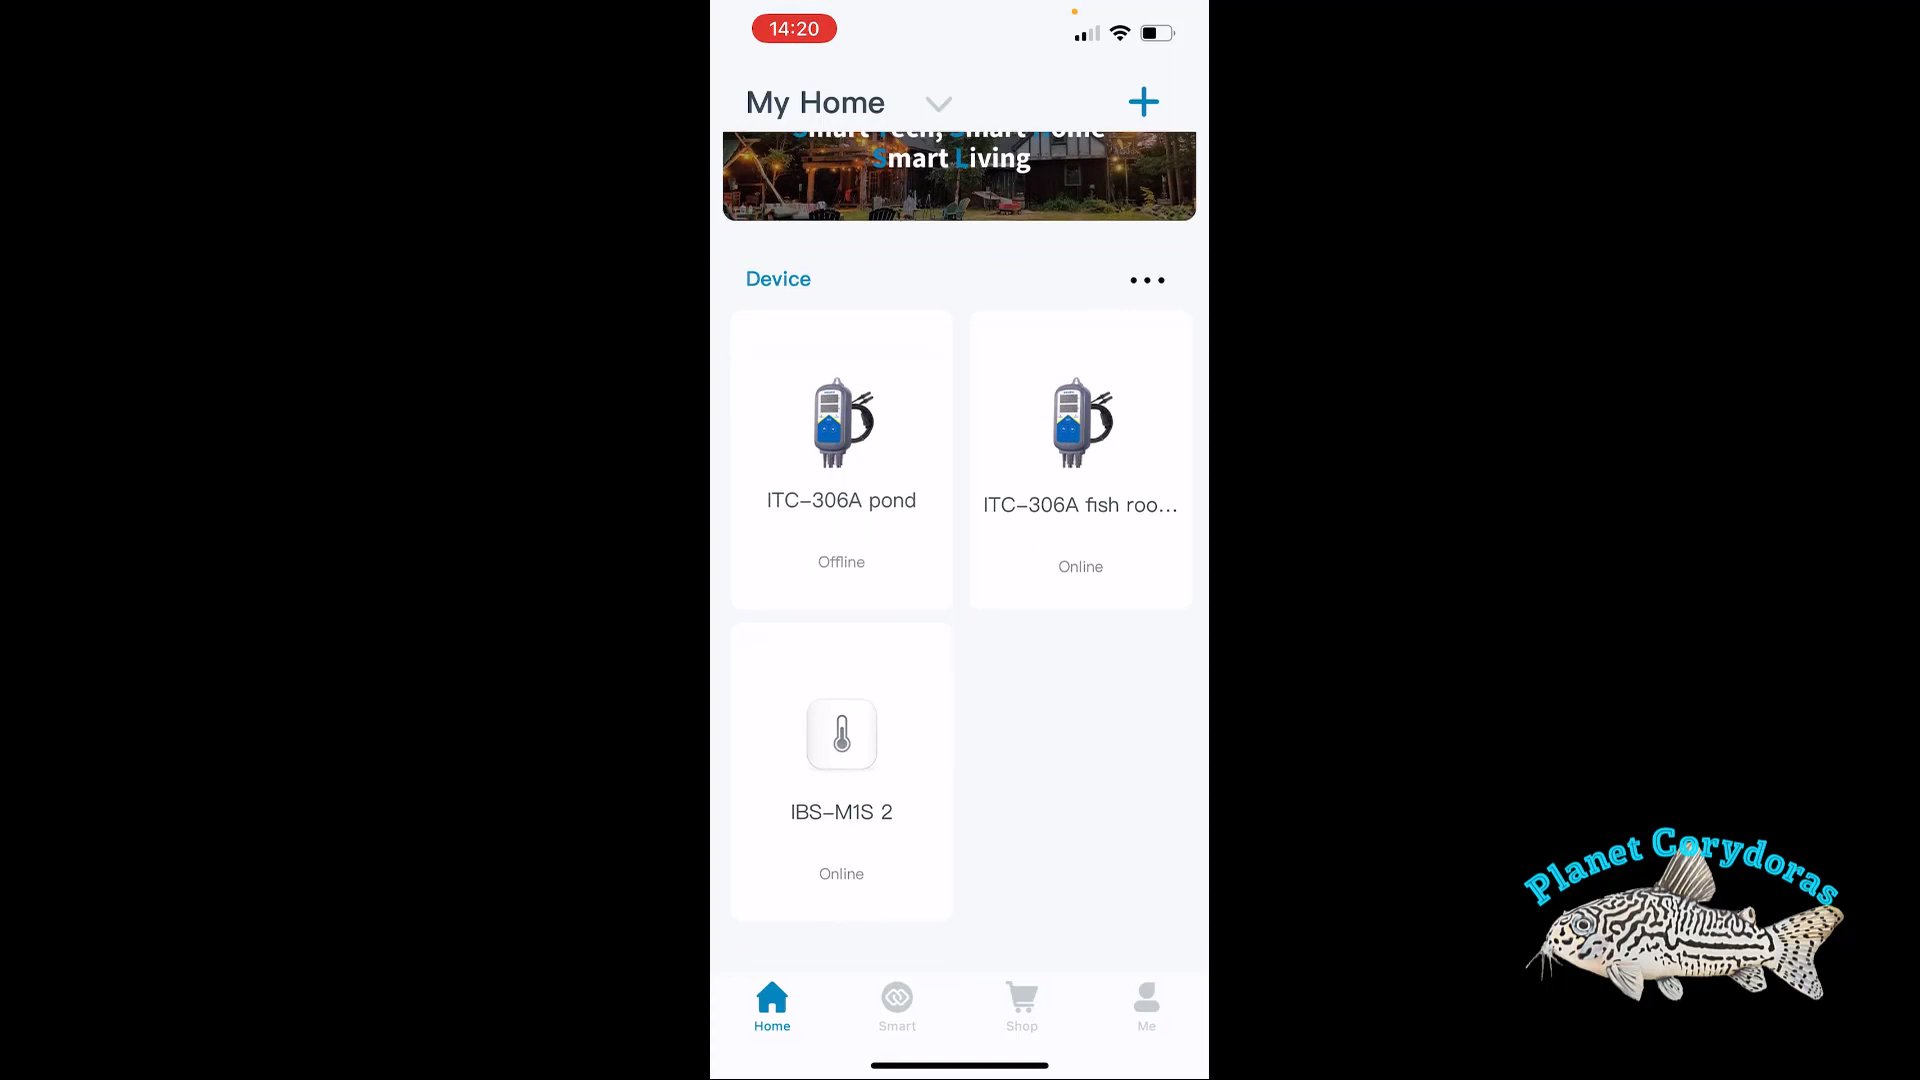 14:20
My Home
Smart Tech, Smart Home
Smart Living
Device
ITC-306A pond
Offline
ITC-306A fish roo...
Online
IBS-M1S 2
Online
Home
Smart
Shop
Me
Planet Corydoras